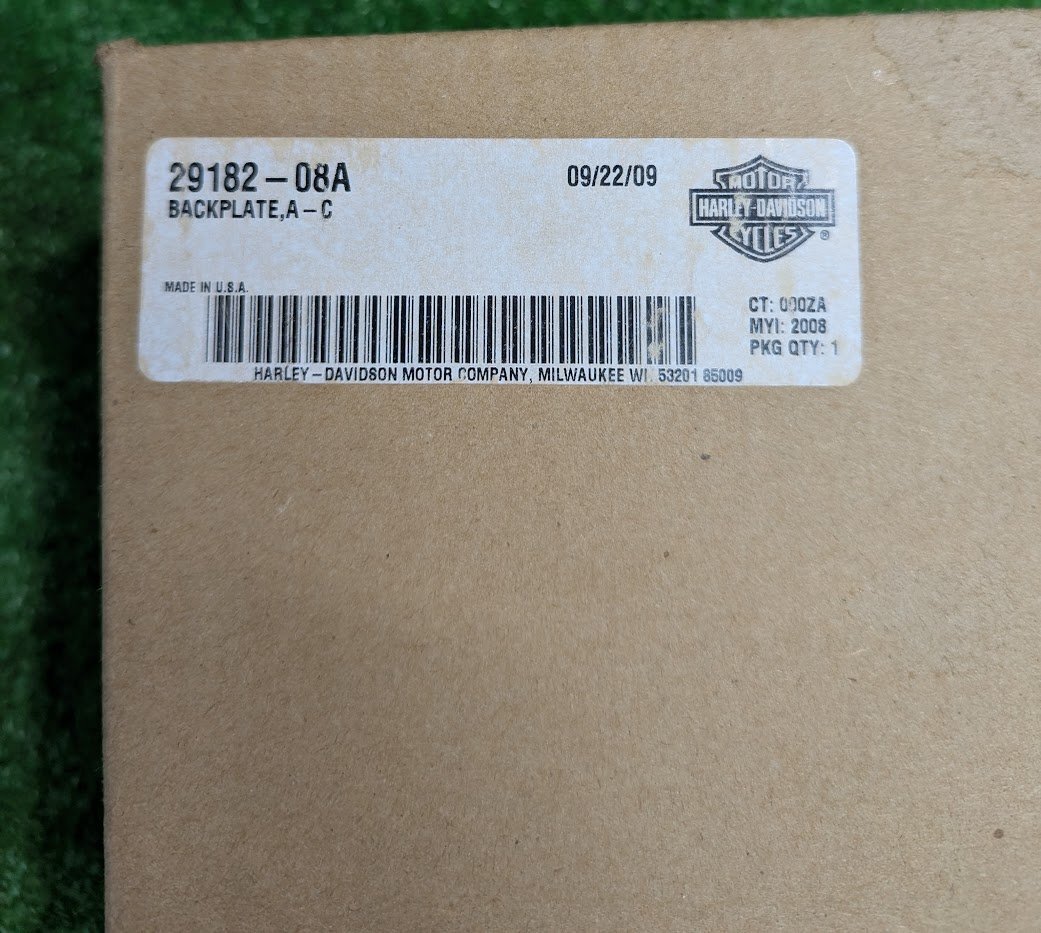 29182-08A
09/22/09
BACKPLATE,A-C
MOTOR
HARLEY-DAVIDSON
CYCLES
®
MADE IN U.S.A.
CT: 000ZA
MYI: 2008
PKG QTY: 1
HARLEY-DAVIDSON MOTOR COMPANY, MILWAUKEE WI. 53201 85009